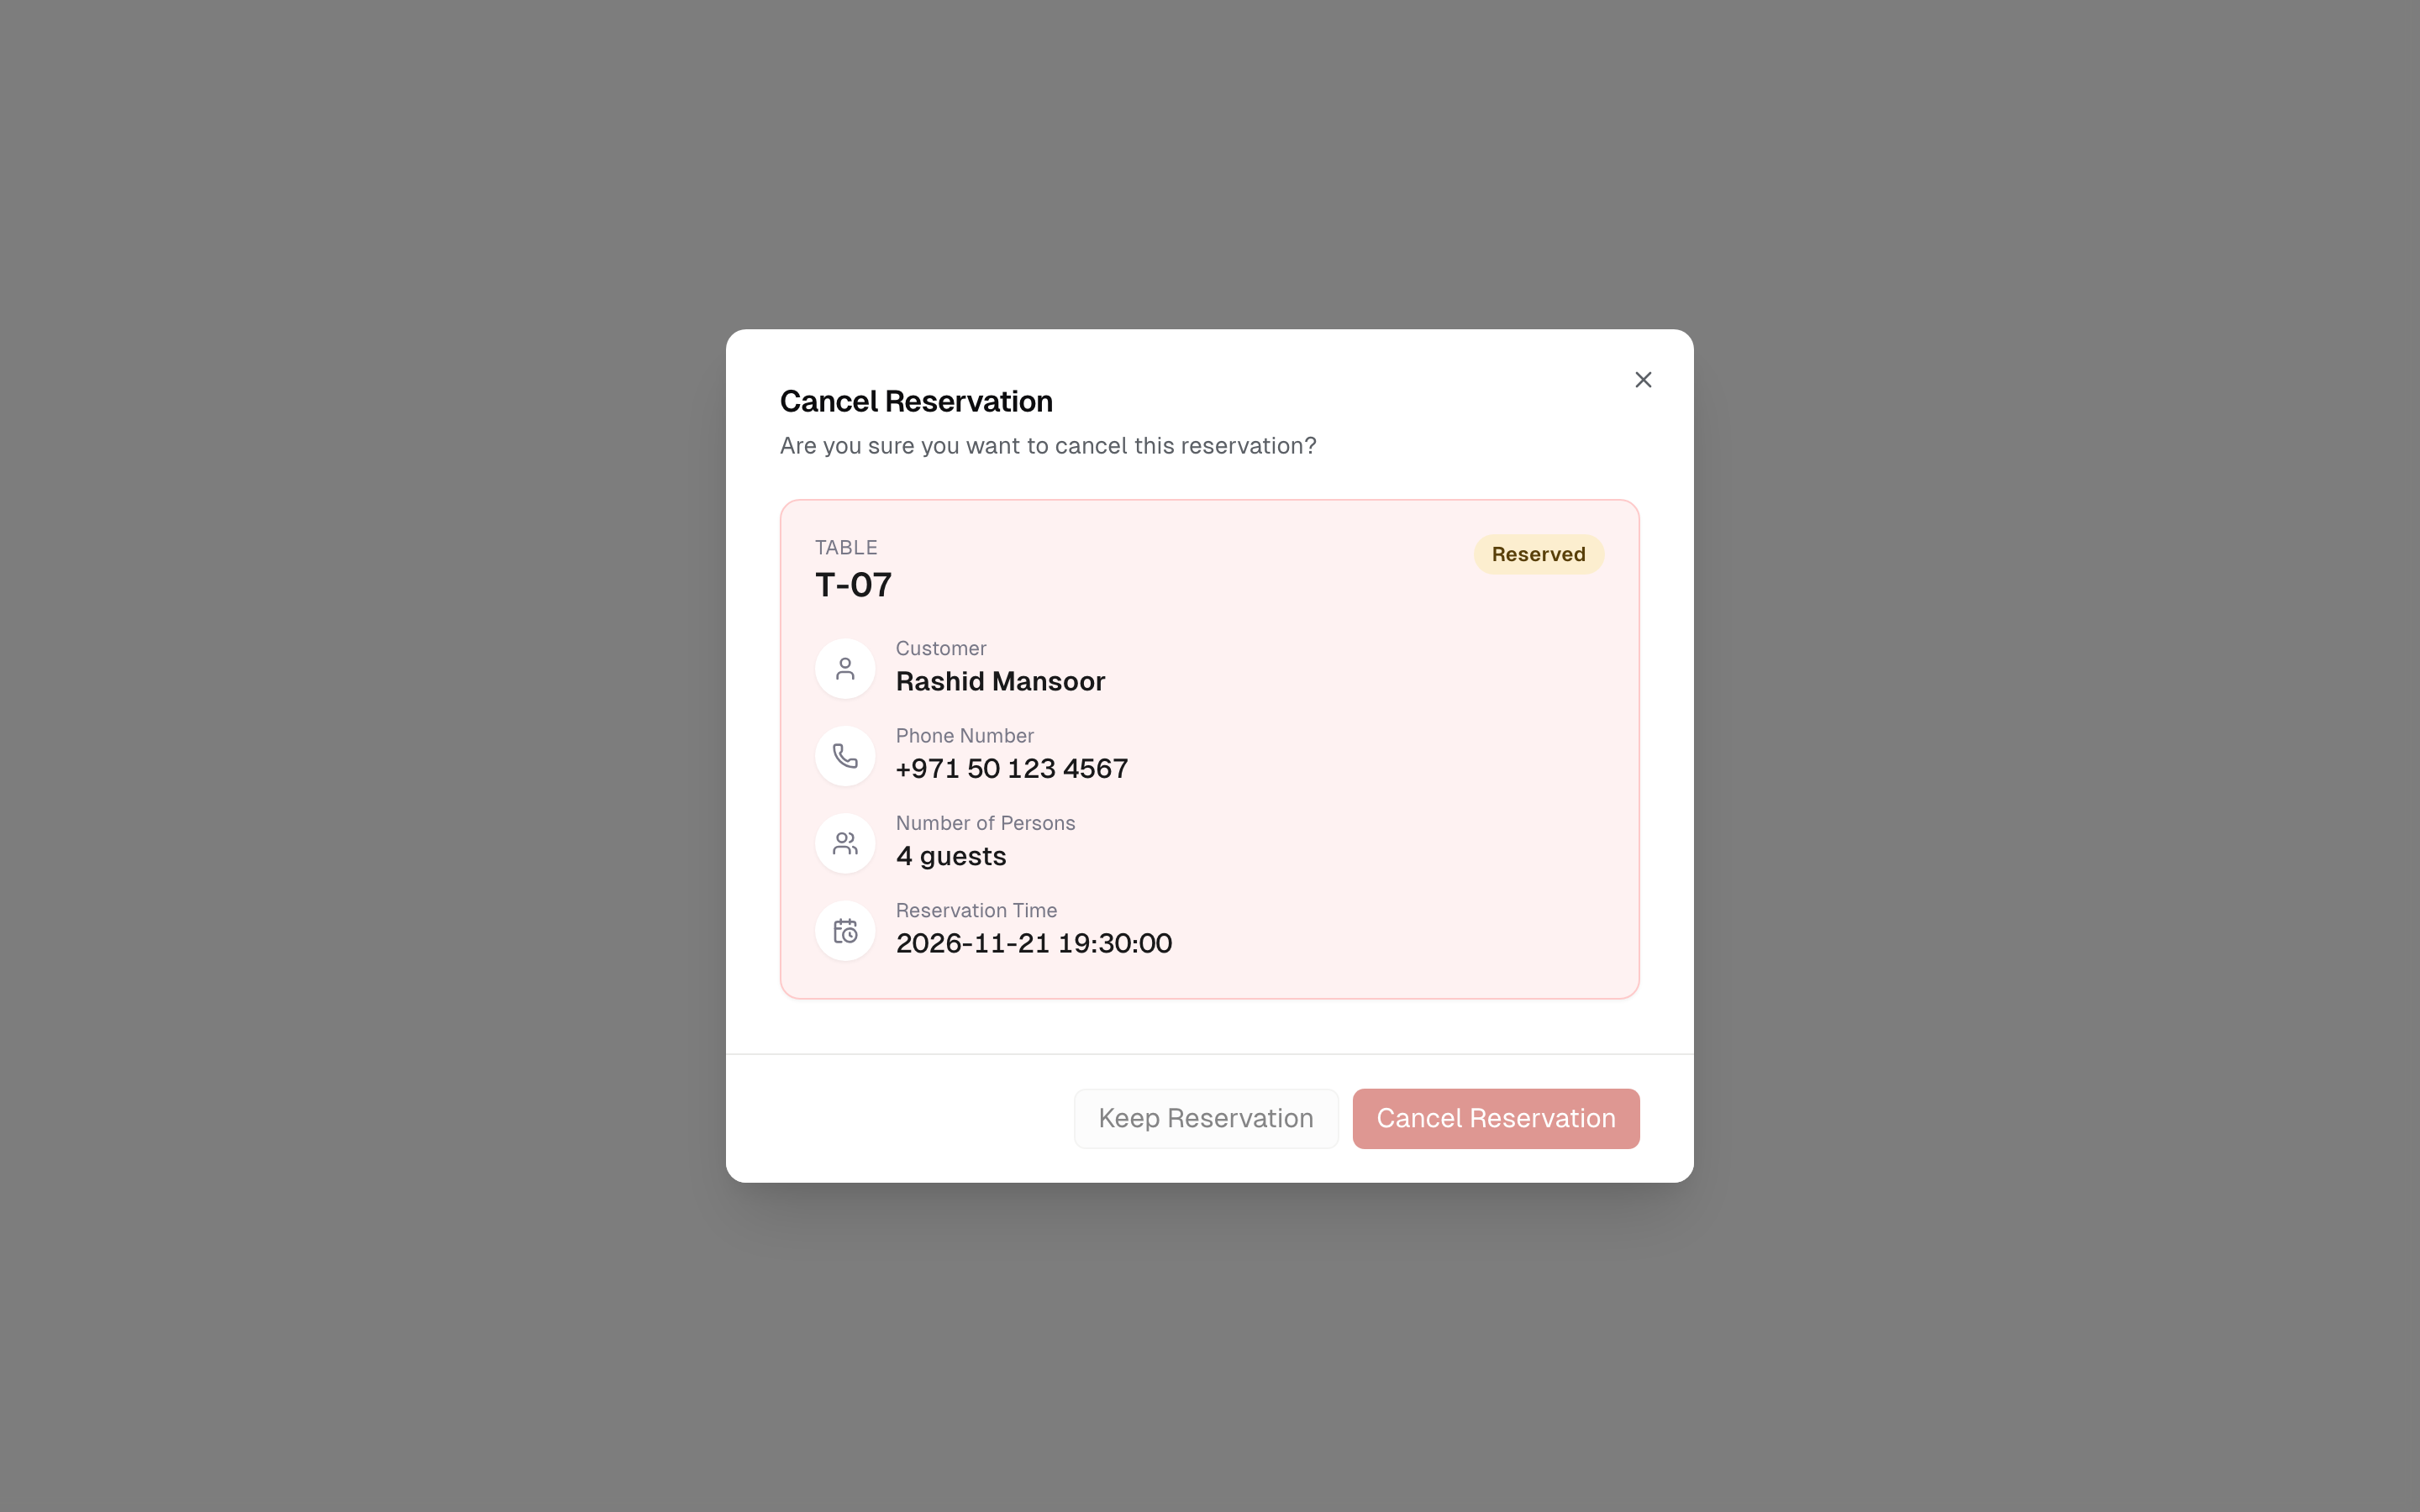 Cancel Reservation
Are you sure you want to cancel this reservation?
TABLE
Reserved
T-07
Customer
Rashid Mansoor
Phone Number
+971 50 123 4567
Number of Persons
4 guests
Reservation Time
2026-11-21 19:30:00
Keep Reservation
Cancel Reservation